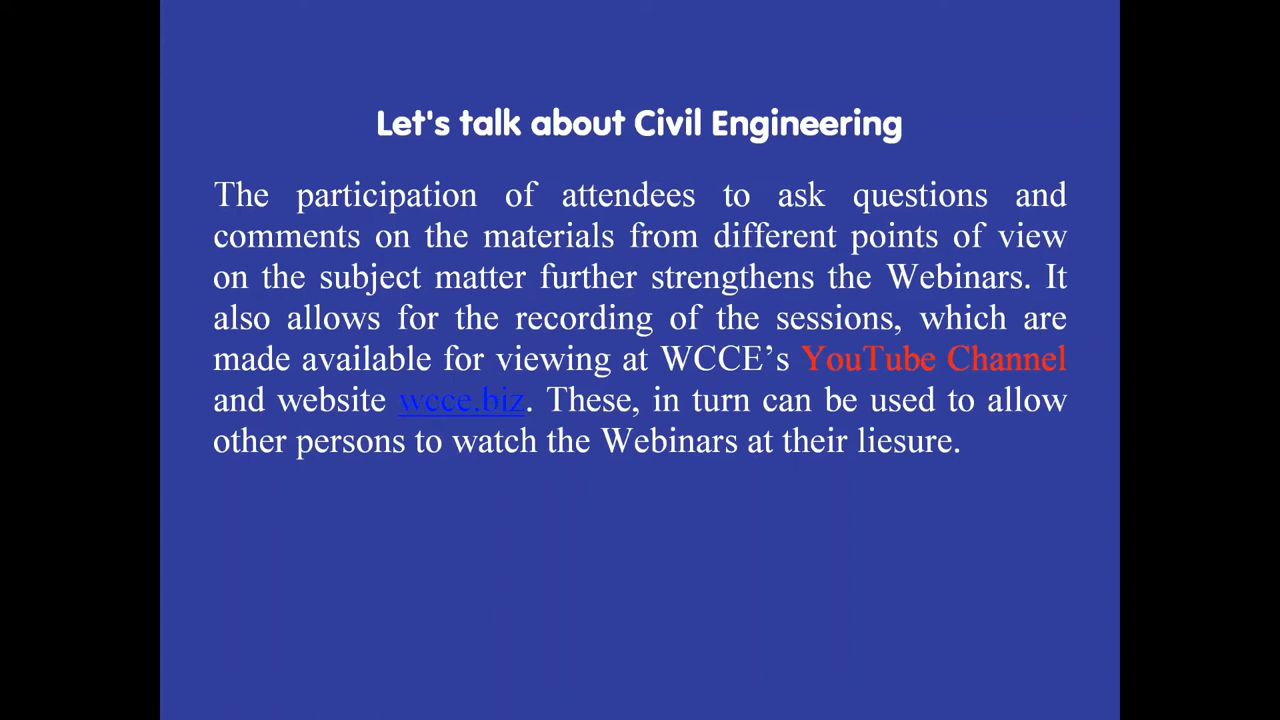 Let's talk about Civil Engineering
The participation of attendees to ask questions and
comments on the materials from different points of view
on the subject matter further strengthens the Webinars. It
also allows for the recording of the sessions, which are
made available for viewing at WCCE’s YouTube Channel
and website wcce.biz. These, in turn can be used to allow
other persons to watch the Webinars at their liesure.